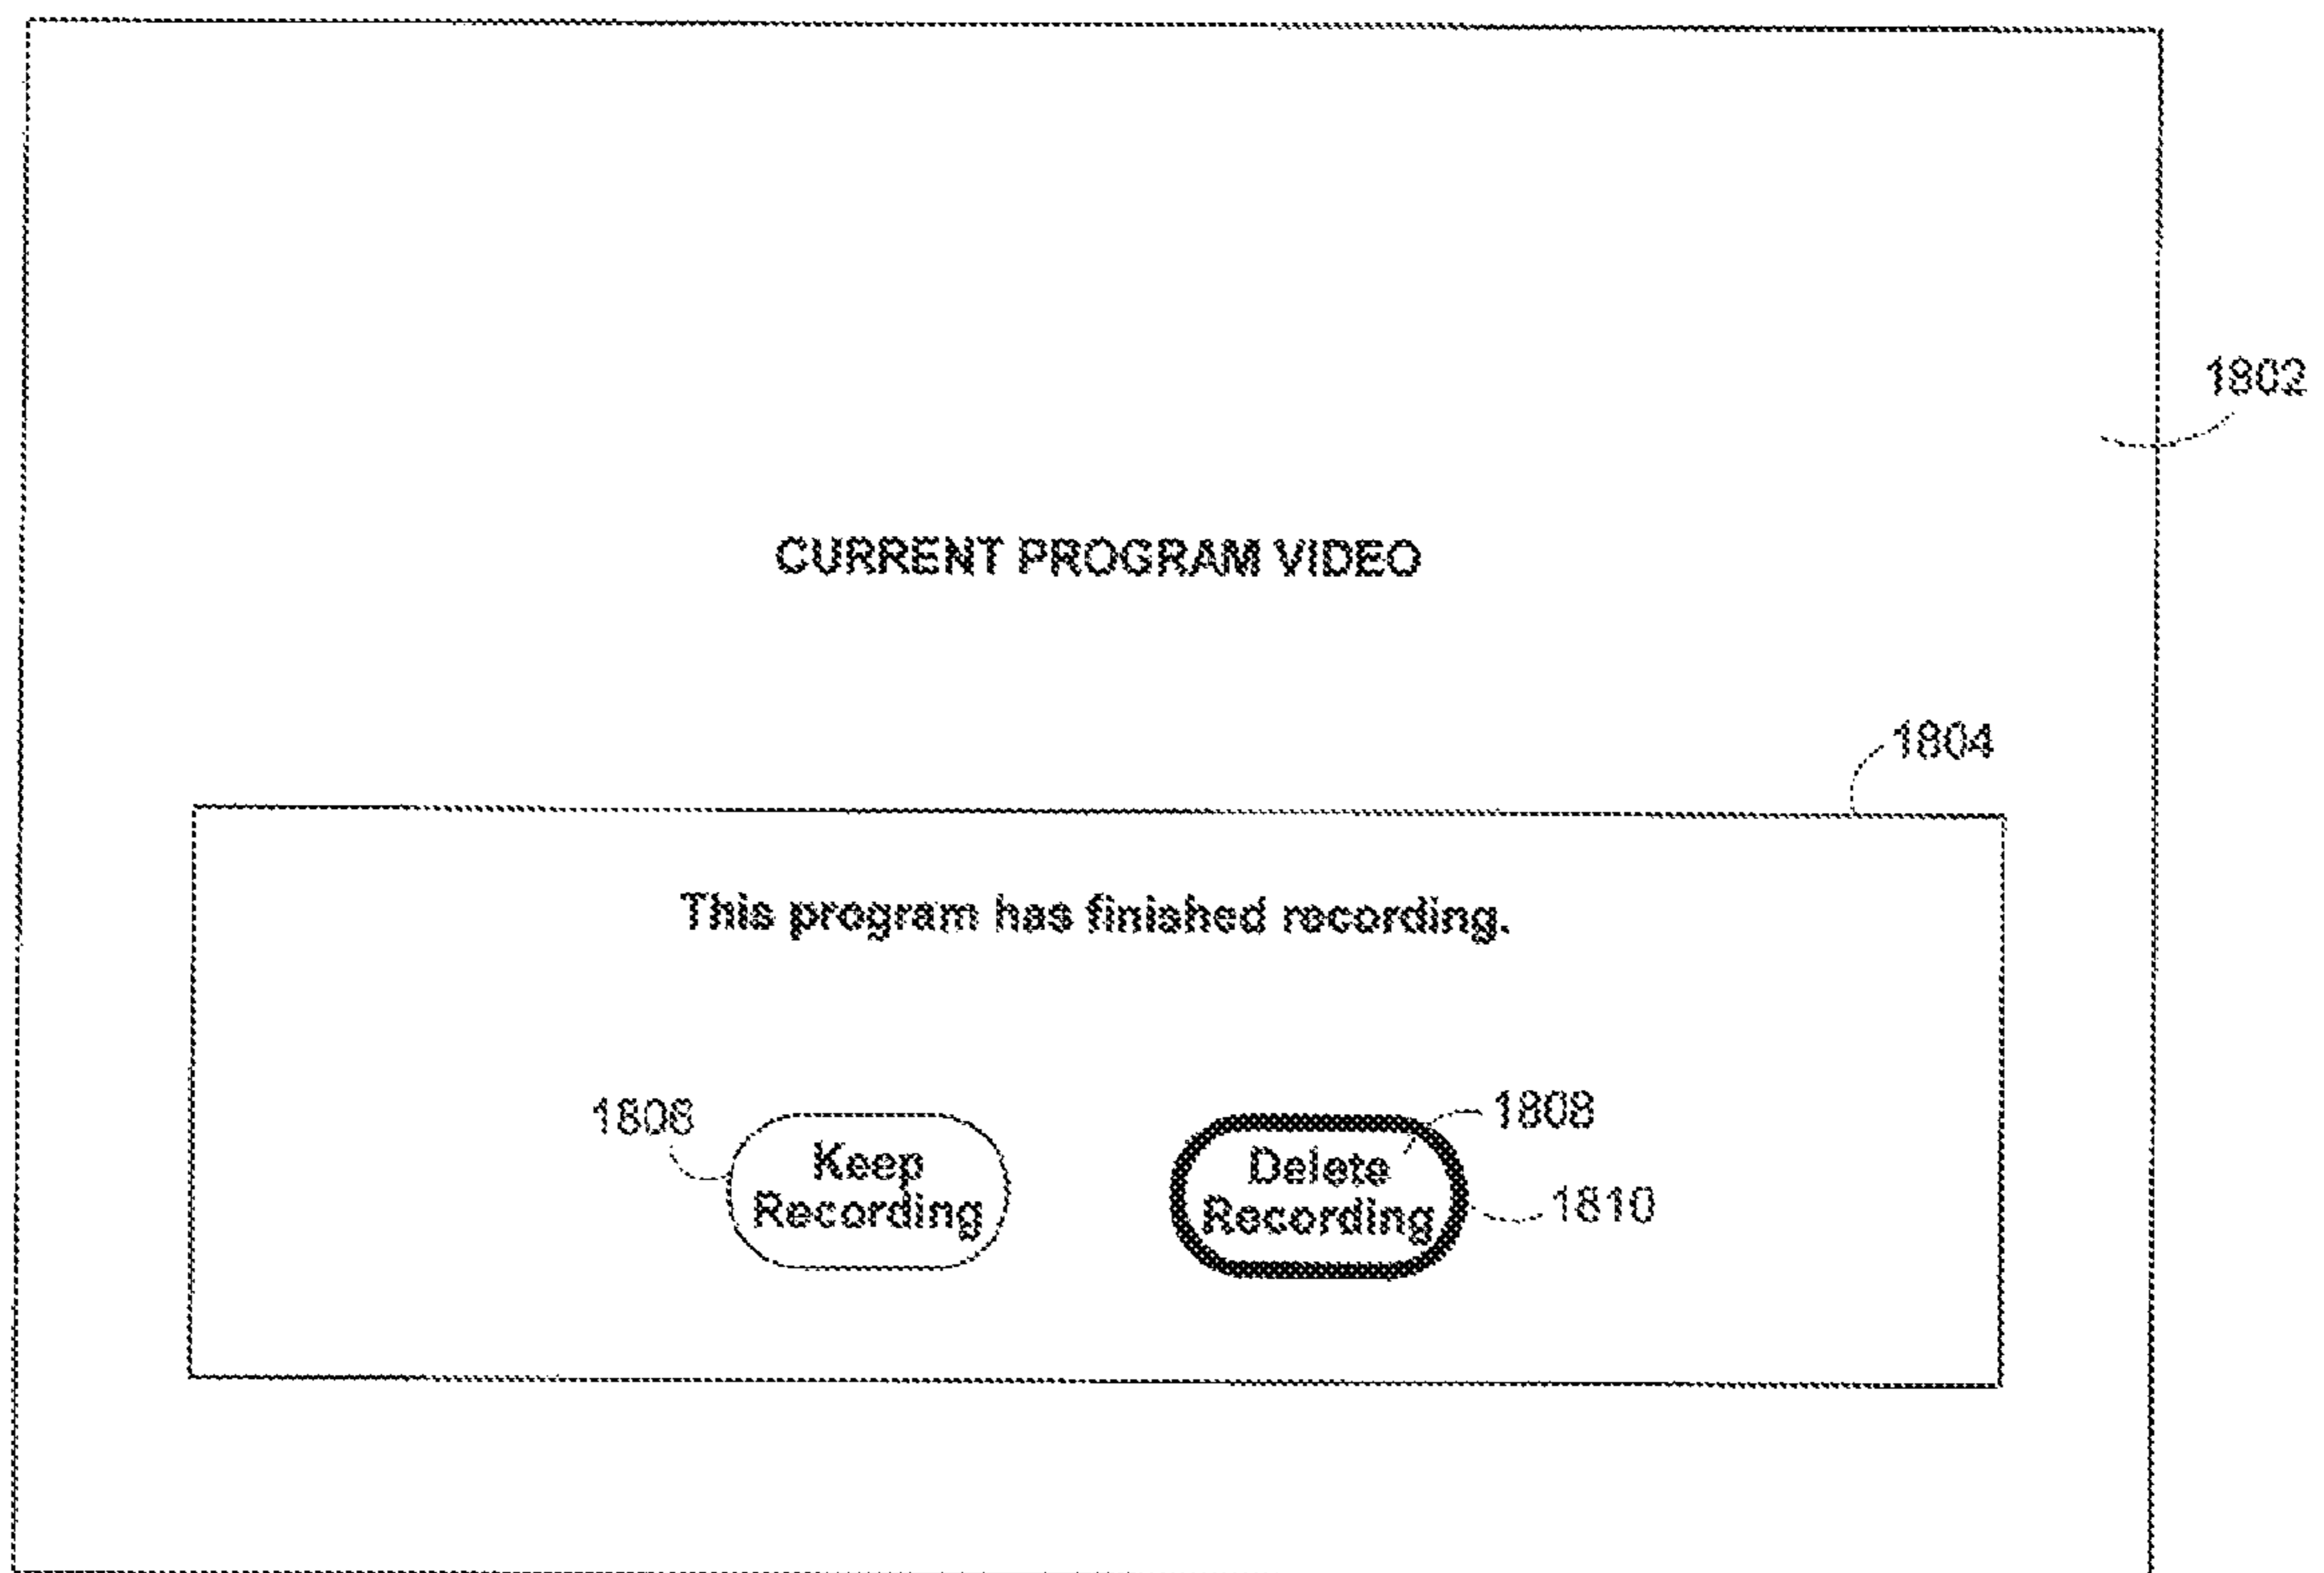 1802
CURRENT PROGRAM VIDEO
1804
This program has finished recording.
1808
Keep
Recording
1808
Delete
Recording
1810